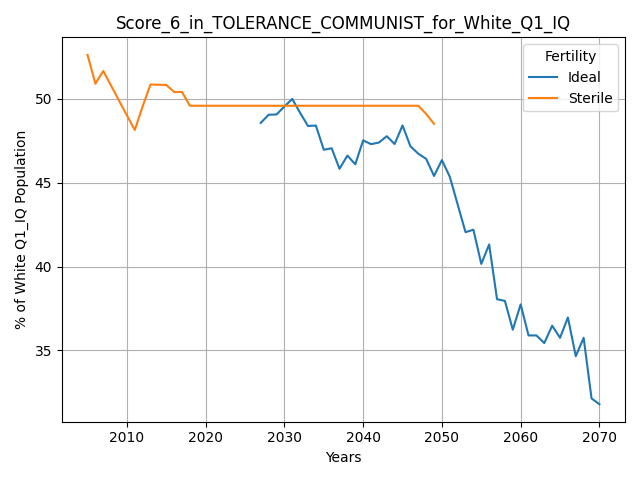 Score_6_in_TOLERANCE_COMMUNIST_for_White_Q1_IQ
Fertility
Ideal
Sterile
% of White Q1_IQ Population
50
45
40
35
2010 2020 2030 2040 2050 2060 2070
Years